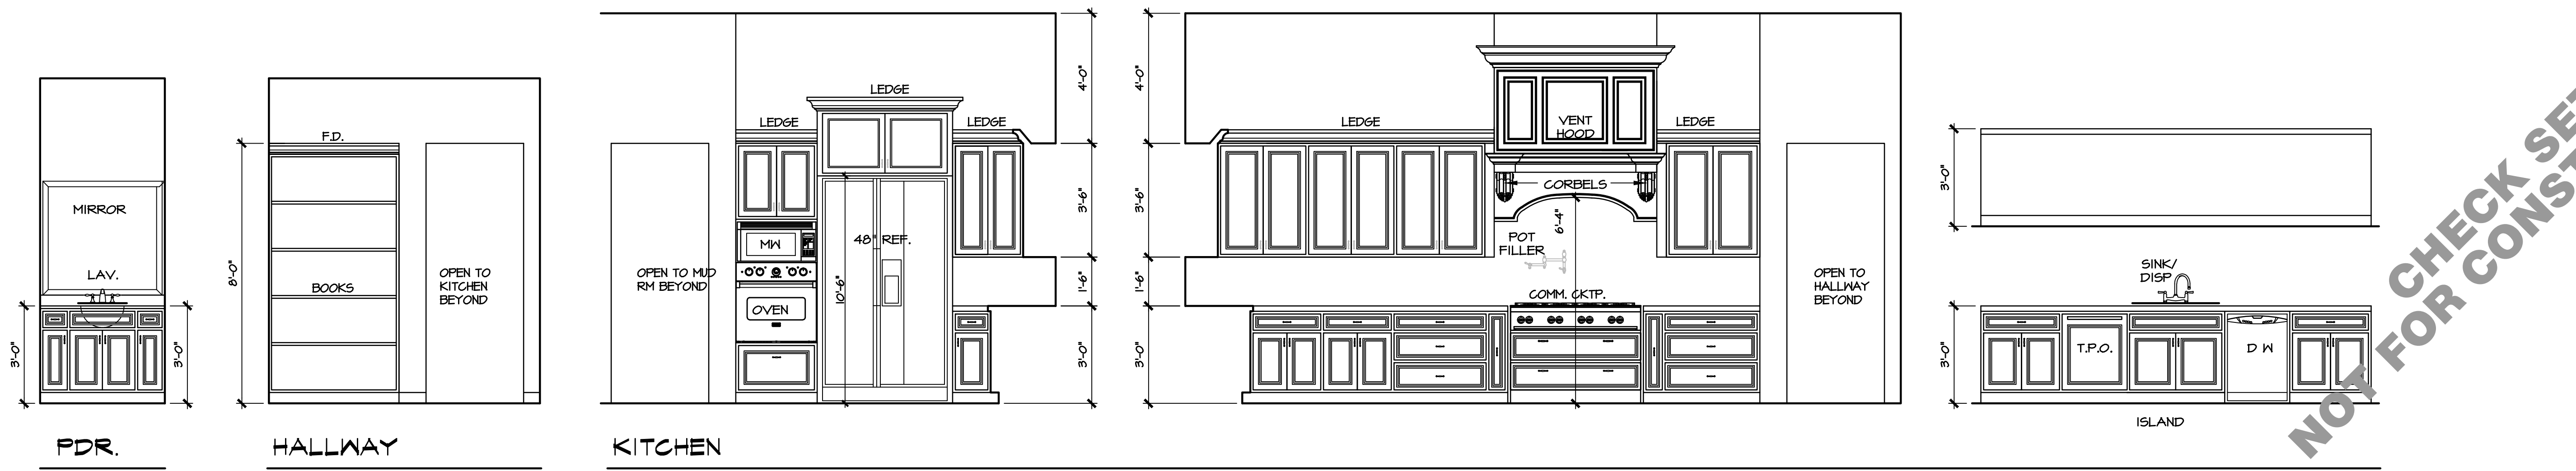 MIRROR
LAV.
3'-0"
3'-0"
PDR.
F.D.
8'-0"
BOOKS
OPEN TO
KITCHEN
BEYOND
HALLWAY
OPEN TO MUD
RM BEYOND
LEDGE
LEDGE
LEDGE
MW
OVEN
48" REF.
10'-6"
4'-0"
3'-6"
1'-6"
3'-0"
KITCHEN
4'-0"
3'-6"
1'-6"
3'-0"
LEDGE
VENT
HOOD
LEDGE
CORBELS
6'-4"
POT
FILLER
COMM. CKTP.
OPEN TO
HALLWAY
BEYOND
3'-0"
SINK/
DISP
3'-0"
T.P.O.
D W
ISLAND
CHECK SE
NOT FOR CONST